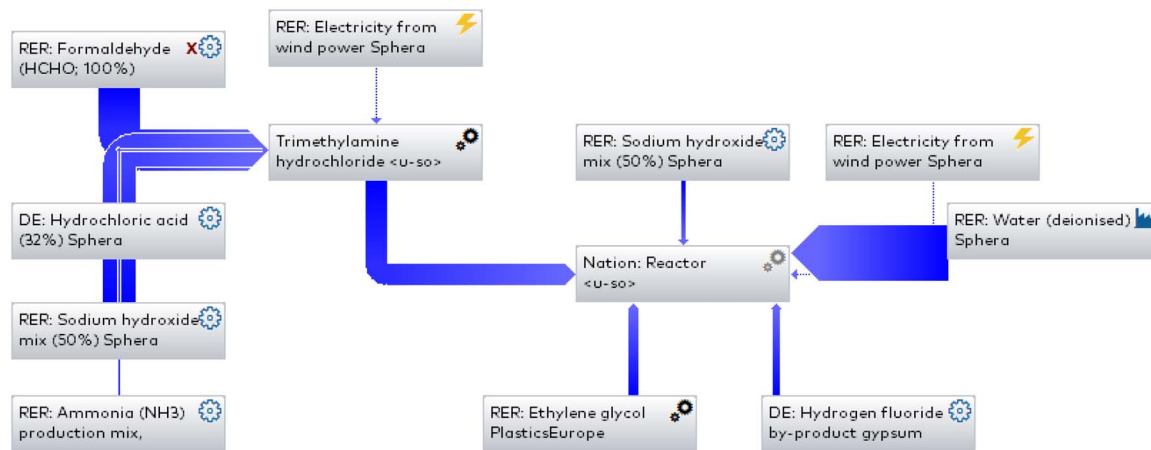 RER: Formaldehyde X
(HCHO; 100%)
RER: Electricity from
wind power Sphera
Trimethylamine
hydrochloride <u-so>
RER: Sodium hydroxide
mix (50%) Sphera
RER: Electricity from
wind power Sphera
DE: Hydrochloric acid
(32%) Sphera
RER: Water (deionised)
Sphera
Nation: Reactor
<u-so>
RER: Sodium hydroxide
mix (50%) Sphera
RER: Ammonia (NH3)
production mix,
RER: Ethylene glycol
PlasticsEurope
DE: Hydrogen fluoride
by-product gypsum